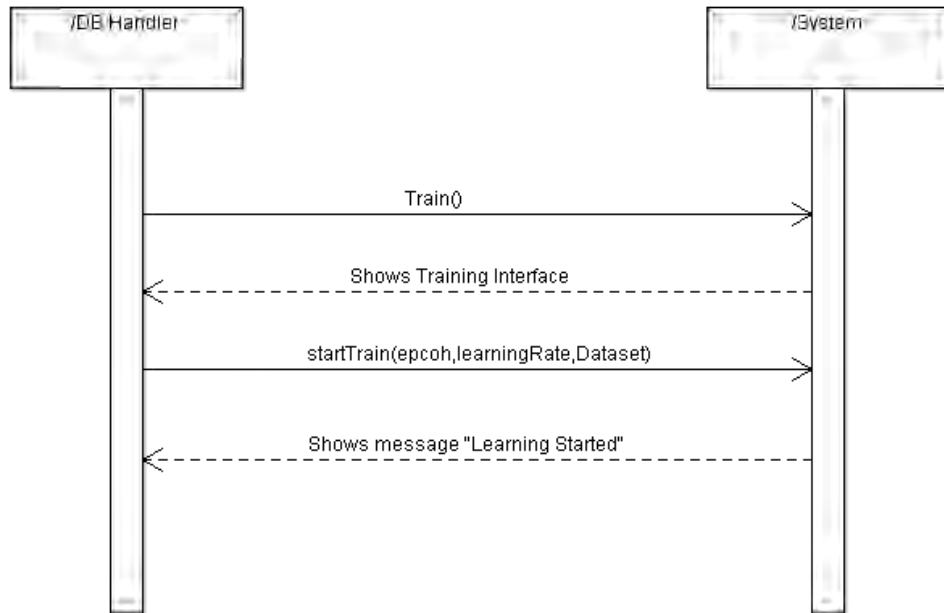 /DB Handler
/System
Train()
Shows Training Interface
startTrain(epcoh,learningRate,Dataset)
Shows message "Learning Started"